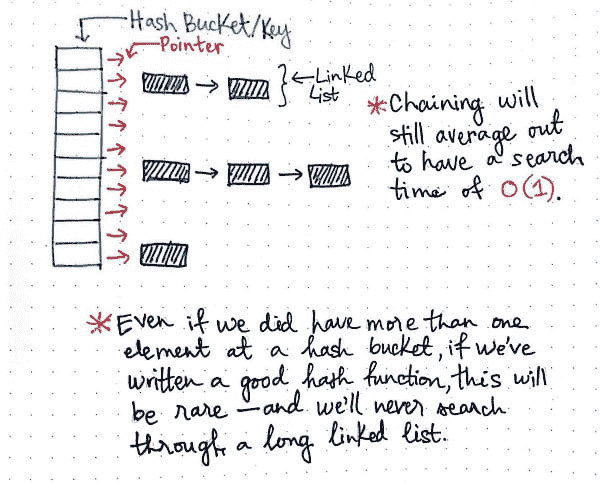 Hash Bucket/Key
Pointer
Linked
List
*Chaining will
still average out
to have a search
time of O(1).
*Even if we did have more than one
element at a hash bucket, if we've
written a good hash function, this will
be rare — and we'll never search
through a long linked list.